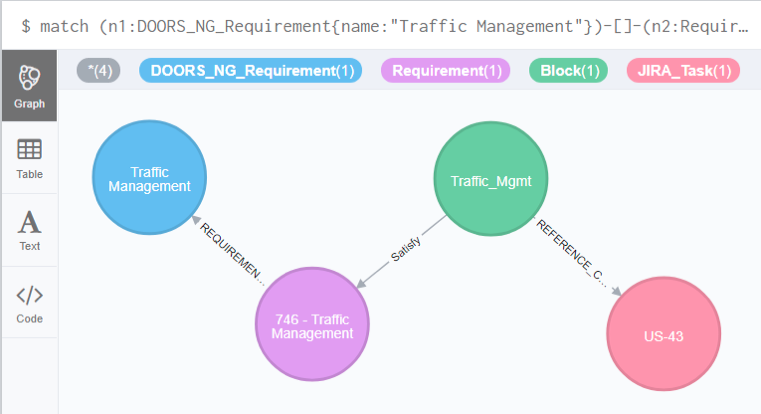 $ match (n1:DOORS_NG_Requirement{name:"Traffic Management"})-[]-(n2:Requir…
*(4) DOORS_NG_Requirement(1) Requirement(1) Block(1) JIRA_Task(1)
Graph
Table
A
Text
</>
Code
Traffic
Management
Traffic_Mgmt
REQUIREMEN…
Satisfy
REFERENCE_C…
746 - Traffic
Management
US-43